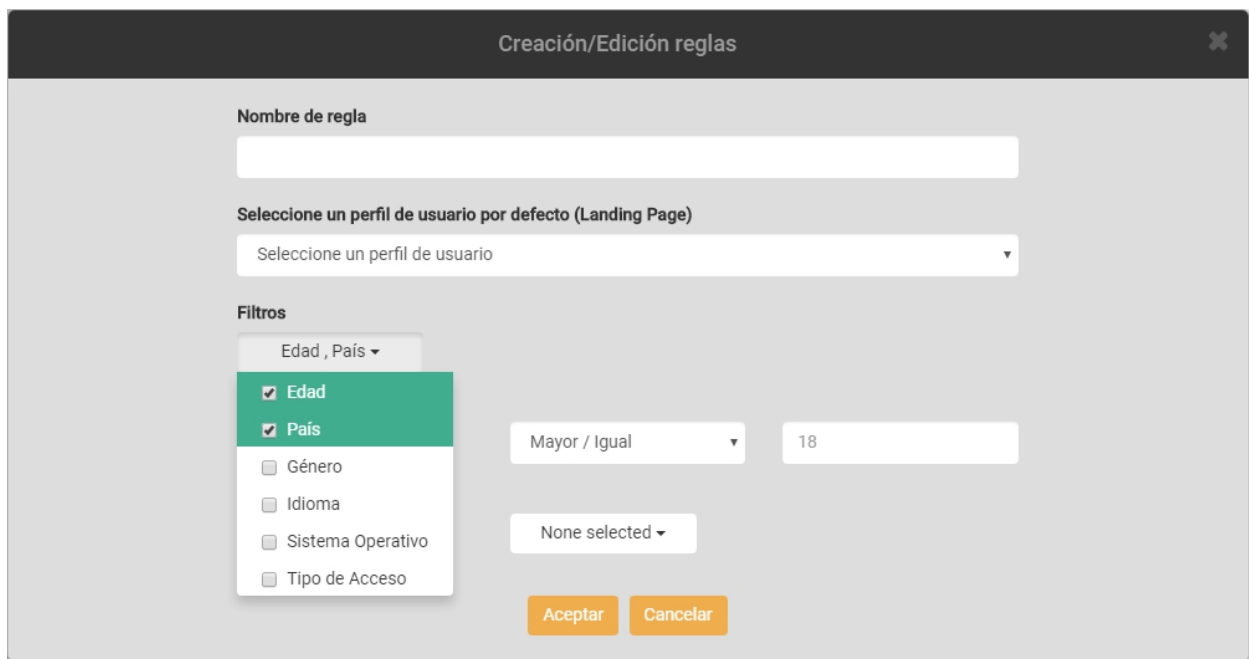 Creación/Edición reglas
Nombre de regla
Seleccione un perfil de usuario por defecto (Landing Page)
Seleccione un perfil de usuario
Filtros
Edad , País
Edad
País
Mayor / Igual
18
Género
Idioma
None selected
Sistema Operativo
Tipo de Acceso
Aceptar
Cancelar